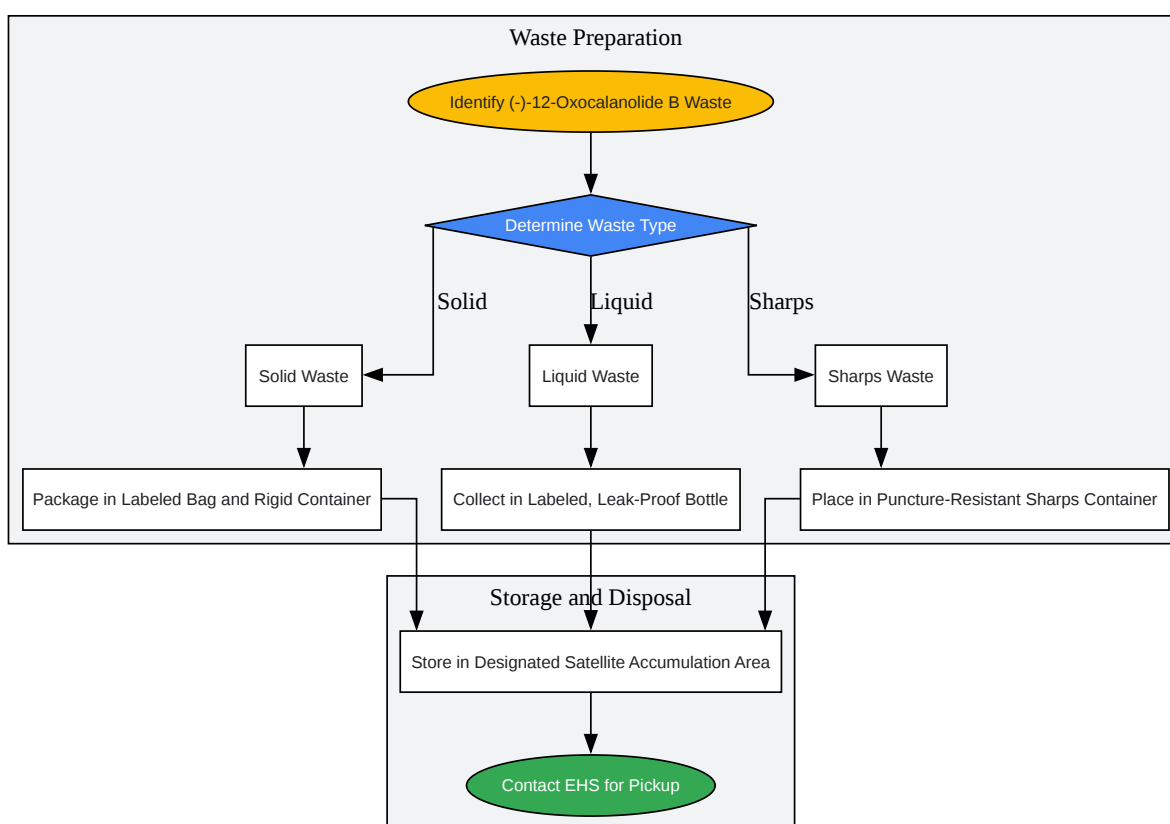 Waste Preparation
Identify (-)-12-Oxocalanolide B Waste
Determine Waste Type
Solid
Liquid
Sharps
Solid Waste
Liquid Waste
Sharps Waste
Package in Labeled Bag and Rigid Container
Collect in Labeled, Leak-Proof Bottle
Place in Puncture-Resistant Sharps Container
Storage and Disposal
Store in Designated Satellite Accumulation Area
Contact EHS for Pickup